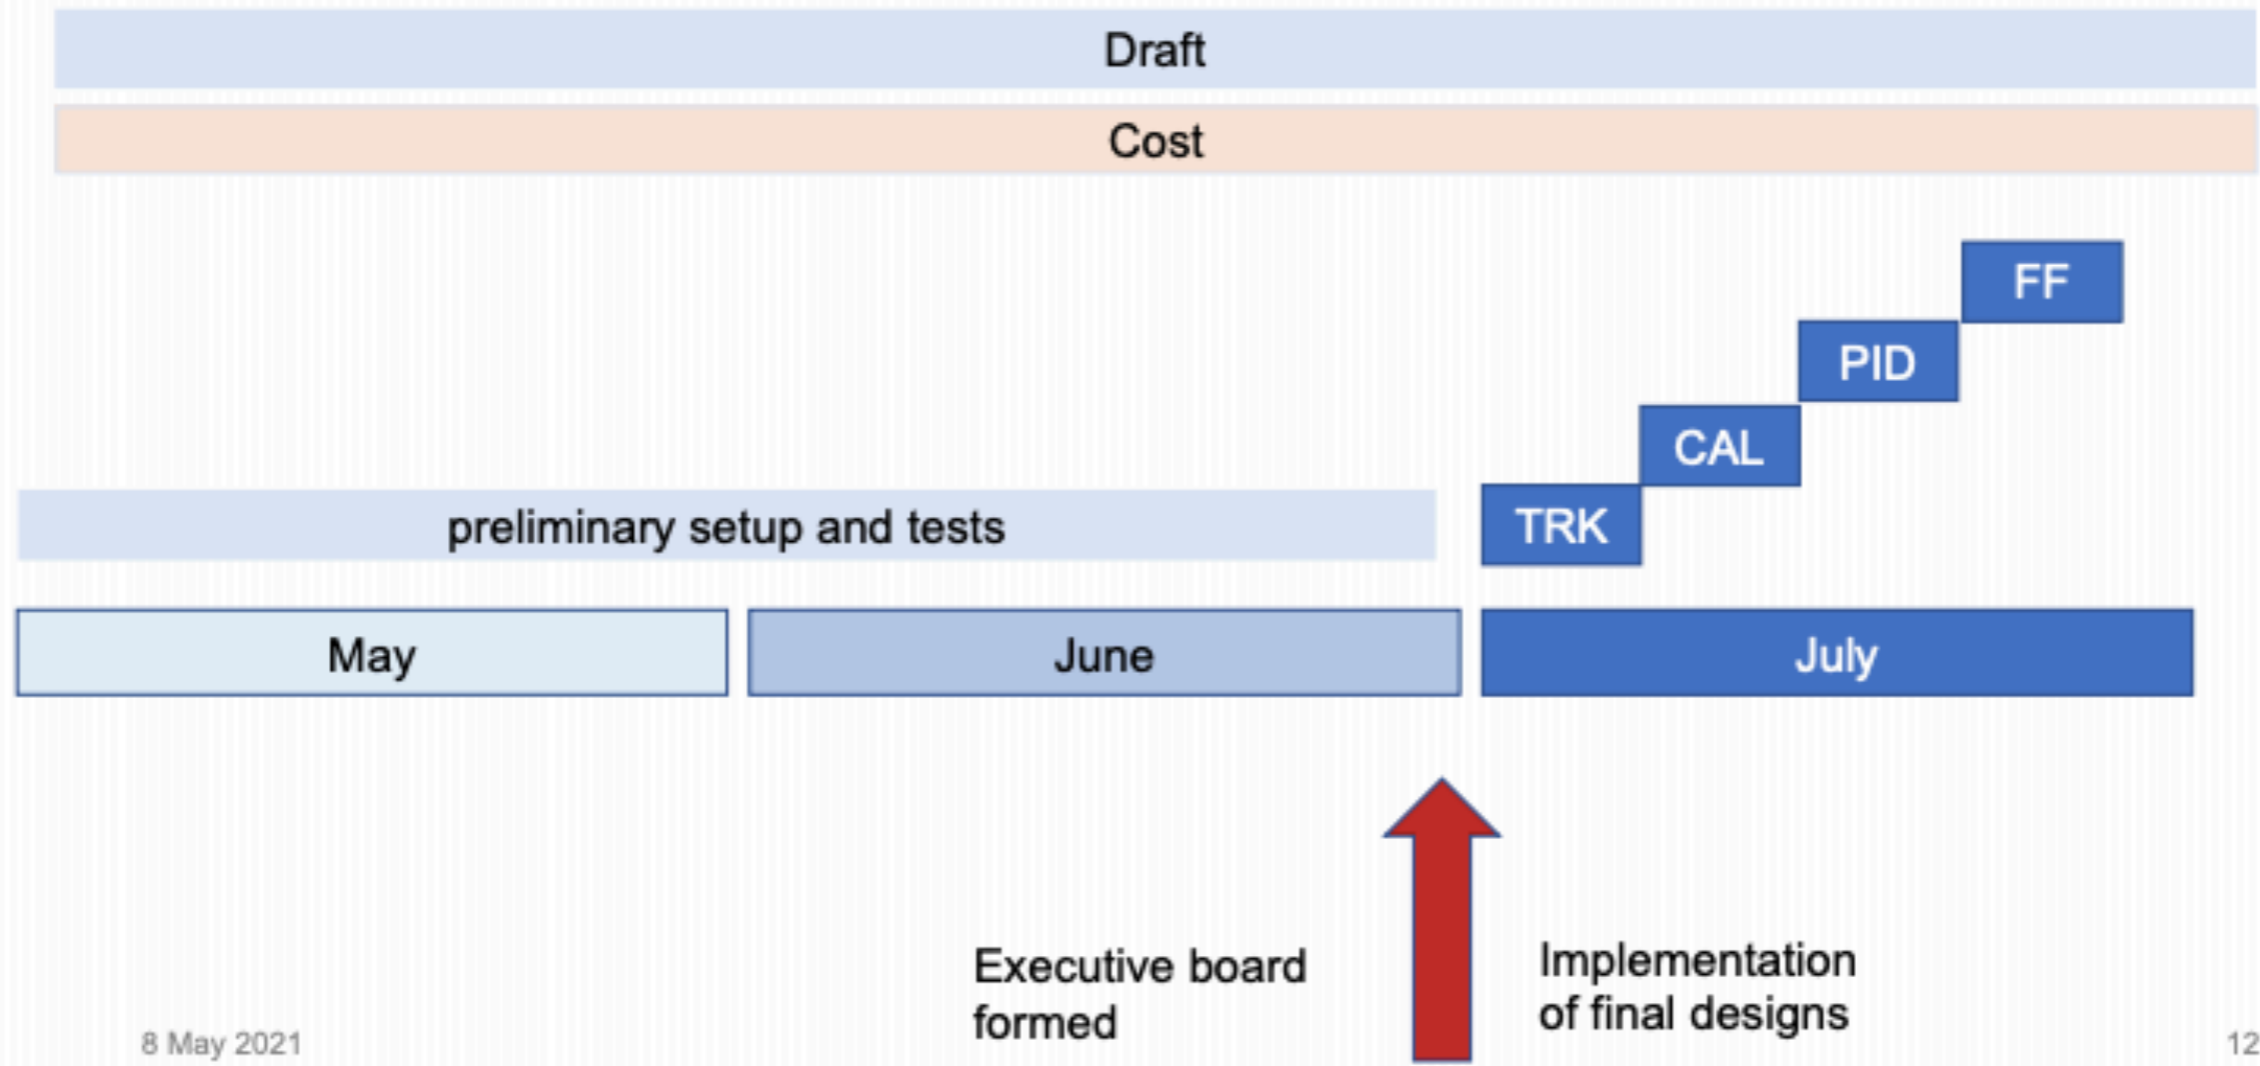 Draft
Cost
FF
PID
CAL
TRK
preliminary setup and tests
May
June
July
Executive board
formed
Implementation
of final designs
8 May 2021
12